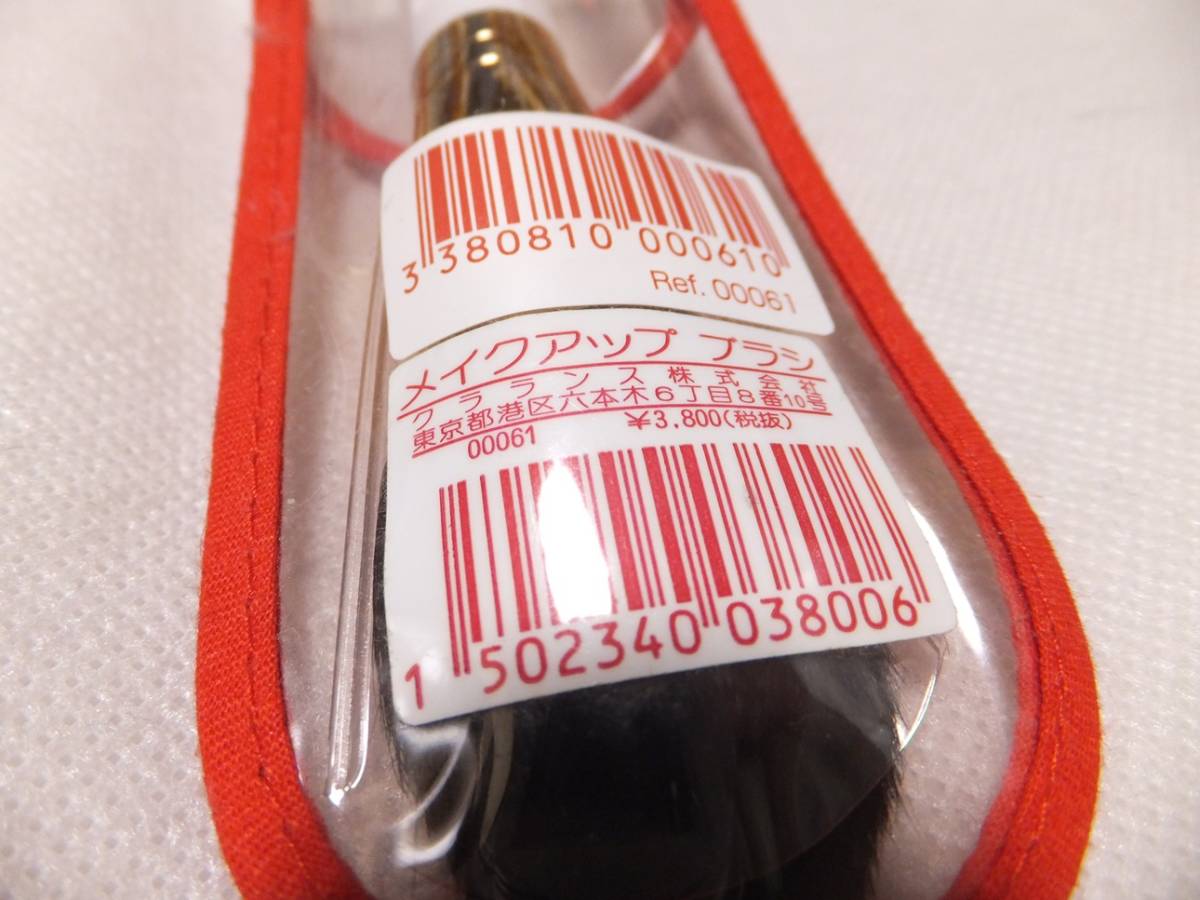 3 380810 000610
Ref. 00061
メイクアップ ブラシ
クラランス株式会社
東京都港区六本木6丁目8番10号
00061 ¥3,800(税抜)
1 502340 038006